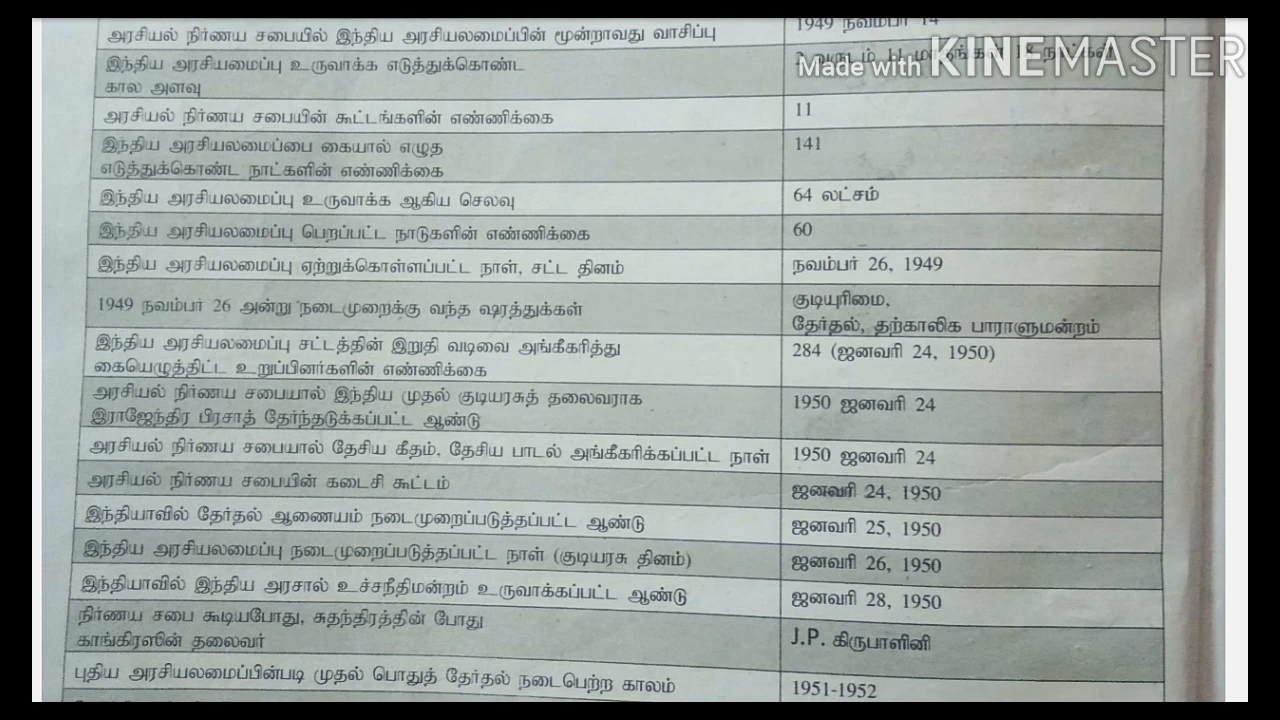 அரசியல் நிர்ணய சபையில் இந்திய அரசியலமைப்பின் மூன்றாவது வாசிப்பு
1949 நவம்பர் 14
Made with KINEMASTER
இந்திய அரசியமைப்பு உருவாக்க எடுத்துக்கொண்ட
கால அளவு
அரசியல் நிர்ணய சபையின் கூட்டங்களின் எண்ணிக்கை
11
இந்திய அரசியலமைப்பை கையால் எழுத
எடுத்துக்கொண்ட நாட்களின் எண்ணிக்கை
141
இந்திய அரசியலமைப்பு உருவாக்க ஆகிய செலவு
64 லட்சம்
இந்திய அரசியலமைப்பு பெறப்பட்ட நாடுகளின் எண்ணிக்கை
60
இந்திய அரசியலமைப்பு ஏற்றுக்கொள்ளப்பட்ட நாள், சட்ட தினம்
நவம்பர் 26, 1949
1949 நவம்பர் 26 அன்று நடைமுறைக்கு வந்த ஷரத்துக்கள்
குடியுரிமை,
தேர்தல், தற்காலிக பாராளுமன்றம்
இந்திய அரசியலமைப்பு சட்டத்தின் இறுதி வடிவை அங்கீகரித்து
கையெழுத்திட்ட உறுப்பினர்களின் எண்ணிக்கை
284 (ஜனவரி 24, 1950)
அரசியல் நிர்ணய சபையால் இந்திய முதல் குடியரசுத் தலைவராக
இராஜேந்திர பிரசாத் தேர்ந்தடுக்கப்பட்ட ஆண்டு
1950 ஜனவரி 24
அரசியல் நிர்ணய சபையால் தேசிய கீதம், தேசிய பாடல் அங்கீகரிக்கப்பட்ட நாள்
1950 ஜனவரி 24
அரசியல் நிர்ணய சபையின் கடைசி கூட்டம்
ஜனவரி 24, 1950
இந்தியாவில் தேர்தல் ஆணையம் நடைமுறைப்படுத்தப்பட்ட ஆண்டு
ஜனவரி 25, 1950
இந்திய அரசியலமைப்பு நடைமுறைப்படுத்தப்பட்ட நாள் (குடியரசு தினம்)
ஜனவரி 26, 1950
இந்தியாவில் இந்திய அரசால் உச்சநீதிமன்றம் உருவாக்கப்பட்ட ஆண்டு
ஜனவரி 28, 1950
நிர்ணய சபை கூடியபோது, சுதந்திரத்தின் போது
காங்கிரஸின் தலைவர்
J.P. கிருபாளினி
புதிய அரசியலமைப்பின்படி முதல் பொதுத் தேர்தல் நடைபெற்ற காலம்
1951-1952